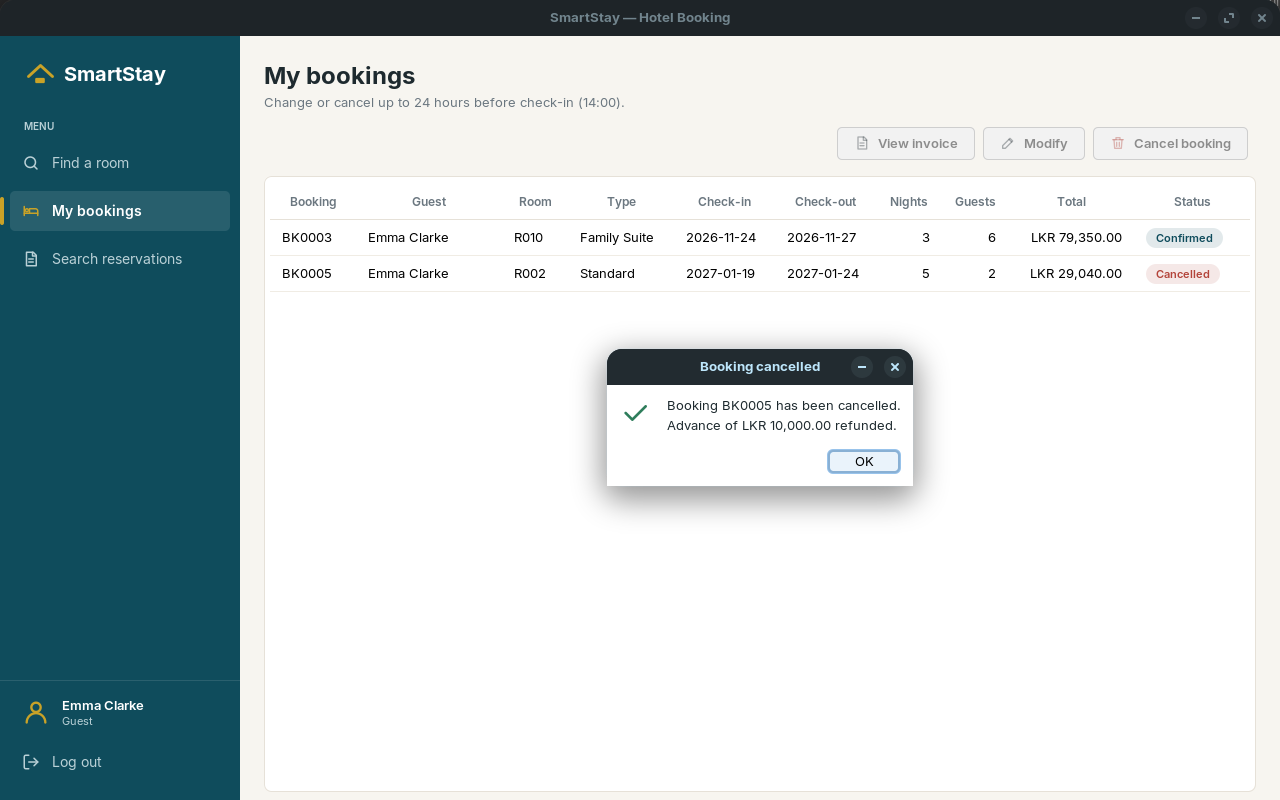 SmartStay — Hotel Booking
SmartStay
MENU
Find a room
My bookings
Search reservations
Emma Clarke
Guest
Log out
My bookings
Change or cancel up to 24 hours before check-in (14:00).
View invoice Modify Cancel booking
Booking Guest Room Type Check-in Check-out Nights Guests Total Status
BK0003 Emma Clarke R010 Family Suite 2026-11-24 2026-11-27 3 6 LKR 79,350.00 Confirmed
BK0005 Emma Clarke R002 Standard 2027-01-19 2027-01-24 5 2 LKR 29,040.00 Cancelled
Booking cancelled
Booking BK0005 has been cancelled.
Advance of LKR 10,000.00 refunded.
OK